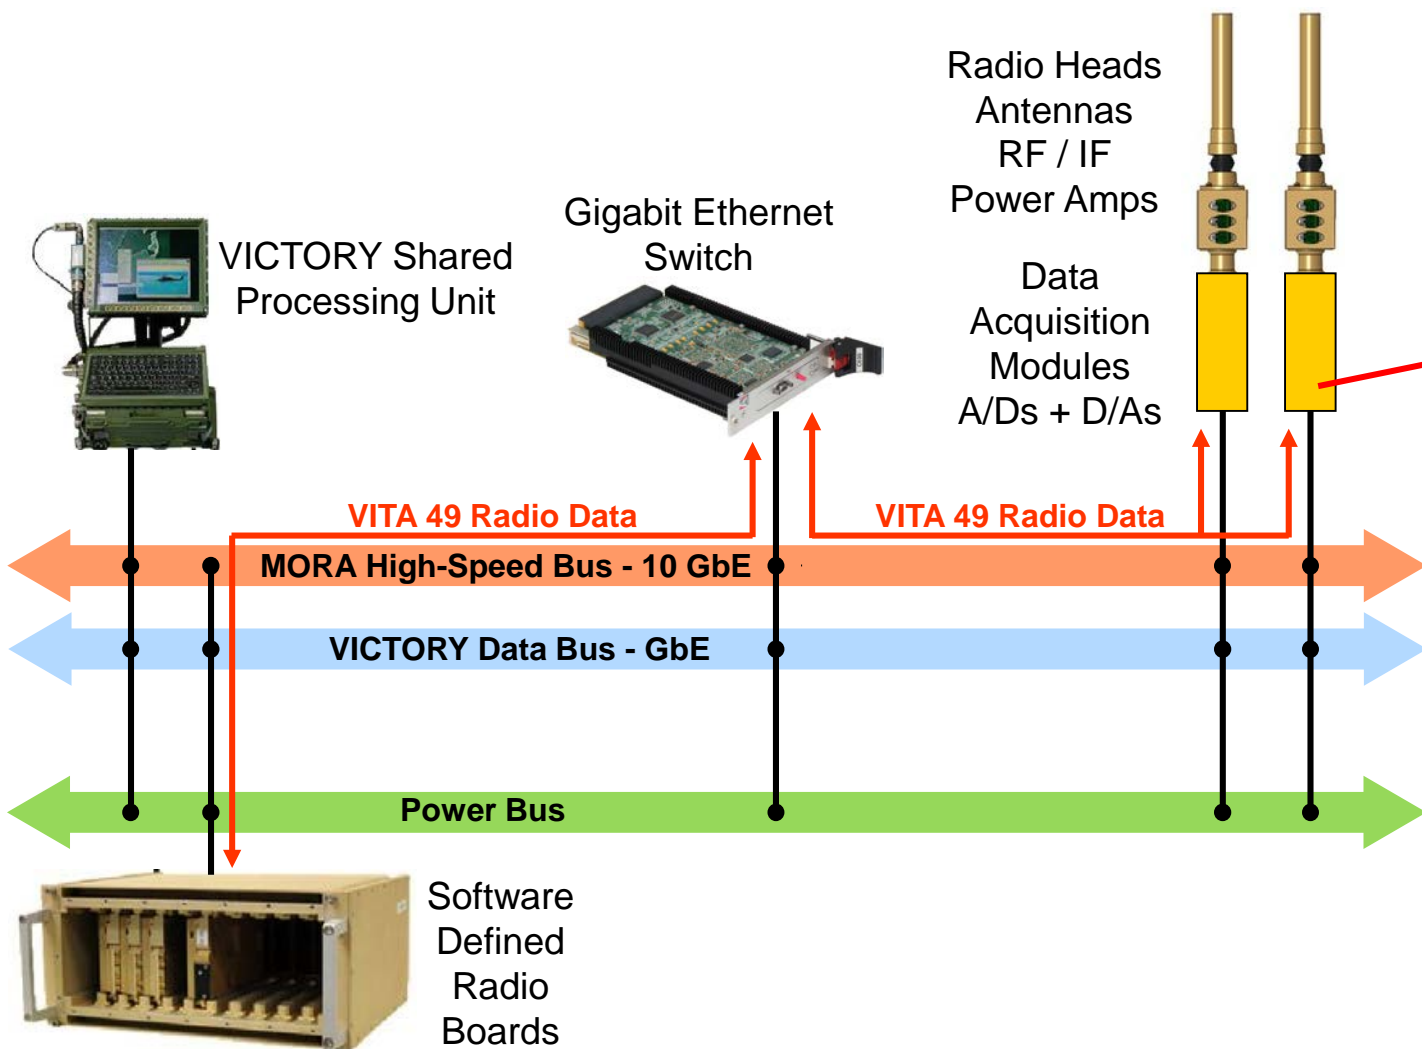 Radio Heads
Antennas
RF / IF
Power Amps
Gigabit Ethernet
Switch
VICTORY Shared
Processing Unit
Data
Acquisition
Modules
A/Ds + D/As
VITA 49 Radio Data
VITA 49 Radio Data
MORA High-Speed Bus - 10 GbE
VICTORY Data Bus - GbE
Power Bus
Software
Defined
Radio
Boards